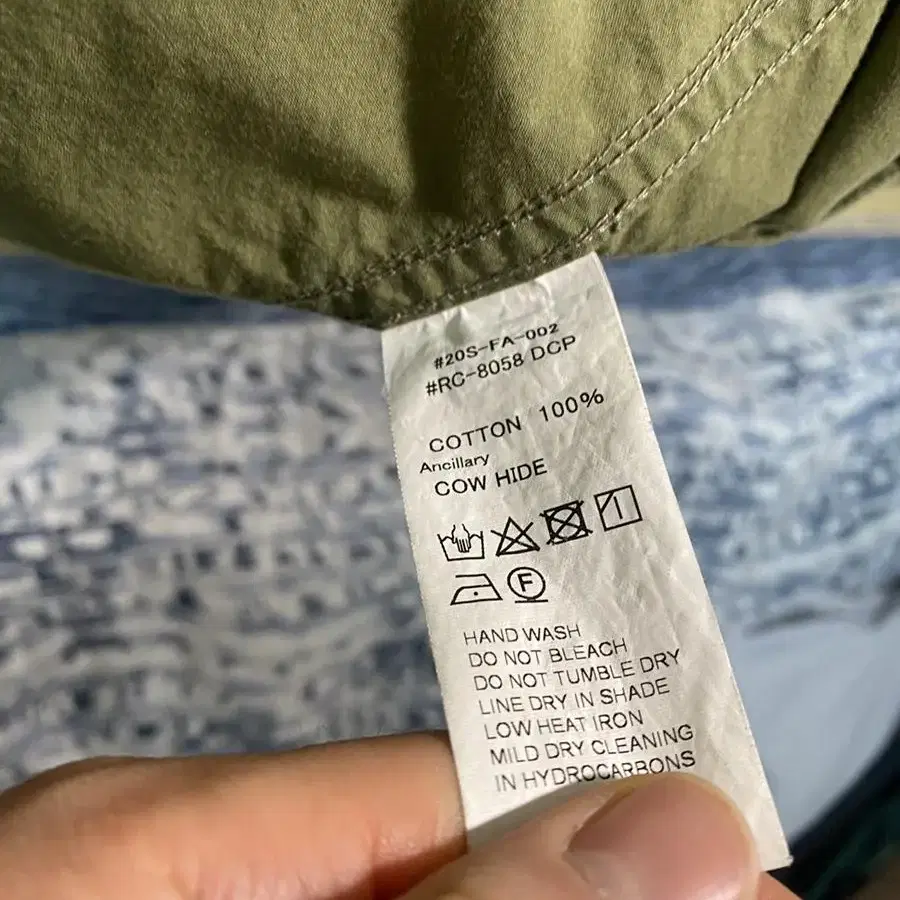 #20S-FA-002
#RC-8058 DCP
COTTON 100%
Ancillary
COW HIDE
F
HAND WASH
DO NOT BLEACH
DO NOT TUMBLE DRY
LINE DRY IN SHADE
LOW HEAT IRON
MILD DRY CLEANING
IN HYDROCARBONS